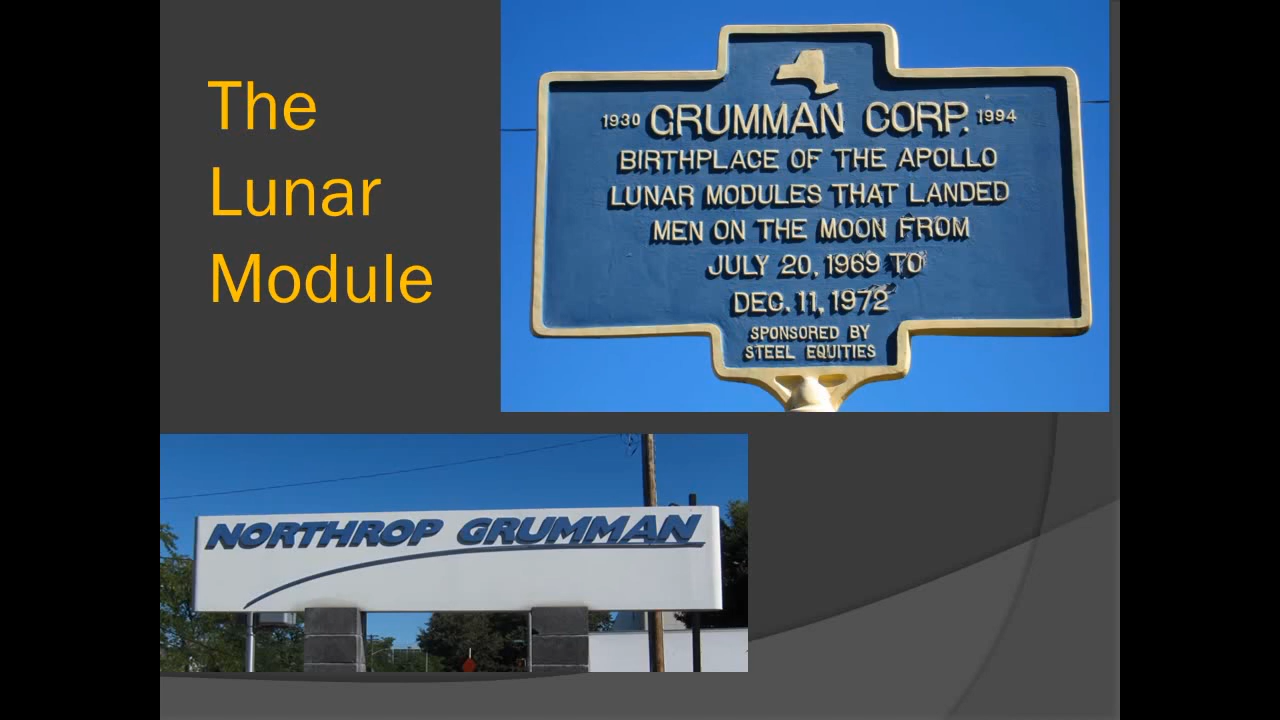 The
Lunar
Module
1930 GRUMMAN CORP. 1994
BIRTHPLACE OF THE APOLLO
LUNAR MODULES THAT LANDED
MEN ON THE MOON FROM
JULY 20, 1969 TO
DEC. 11, 1972
SPONSORED BY
STEEL EQUITIES
NORTHROP GRUMMAN